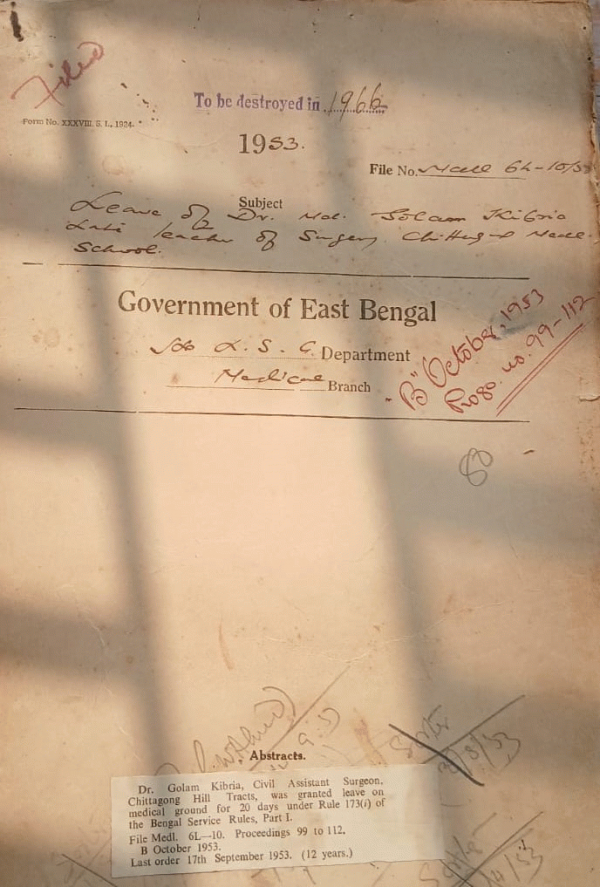 Filed
To be destroyed in 1966
Form No. XXXVIII. S. I., 1924.
1953.
File No. Medl 6L-10/53
Subject
Leave of Dr. Md. Golam Kibria
Late teacher of Surgery, Chittagong Medl.
School.
Government of East Bengal
L. S. G. Department
Medical Branch
"B" October, 1953
Progs. no. 99-112
80
Abstracts.
Dr. Golam Kibria, Civil Assistant Surgeon,
Chittagong Hill Tracts, was granted leave on
medical ground for 20 days under Rule 173(i) of
the Bengal Service Rules, Part I.
File Medl. 6L—10. Proceedings 99 to 112.
B October 1953.
Last order 17th September 1953. (12 years.)